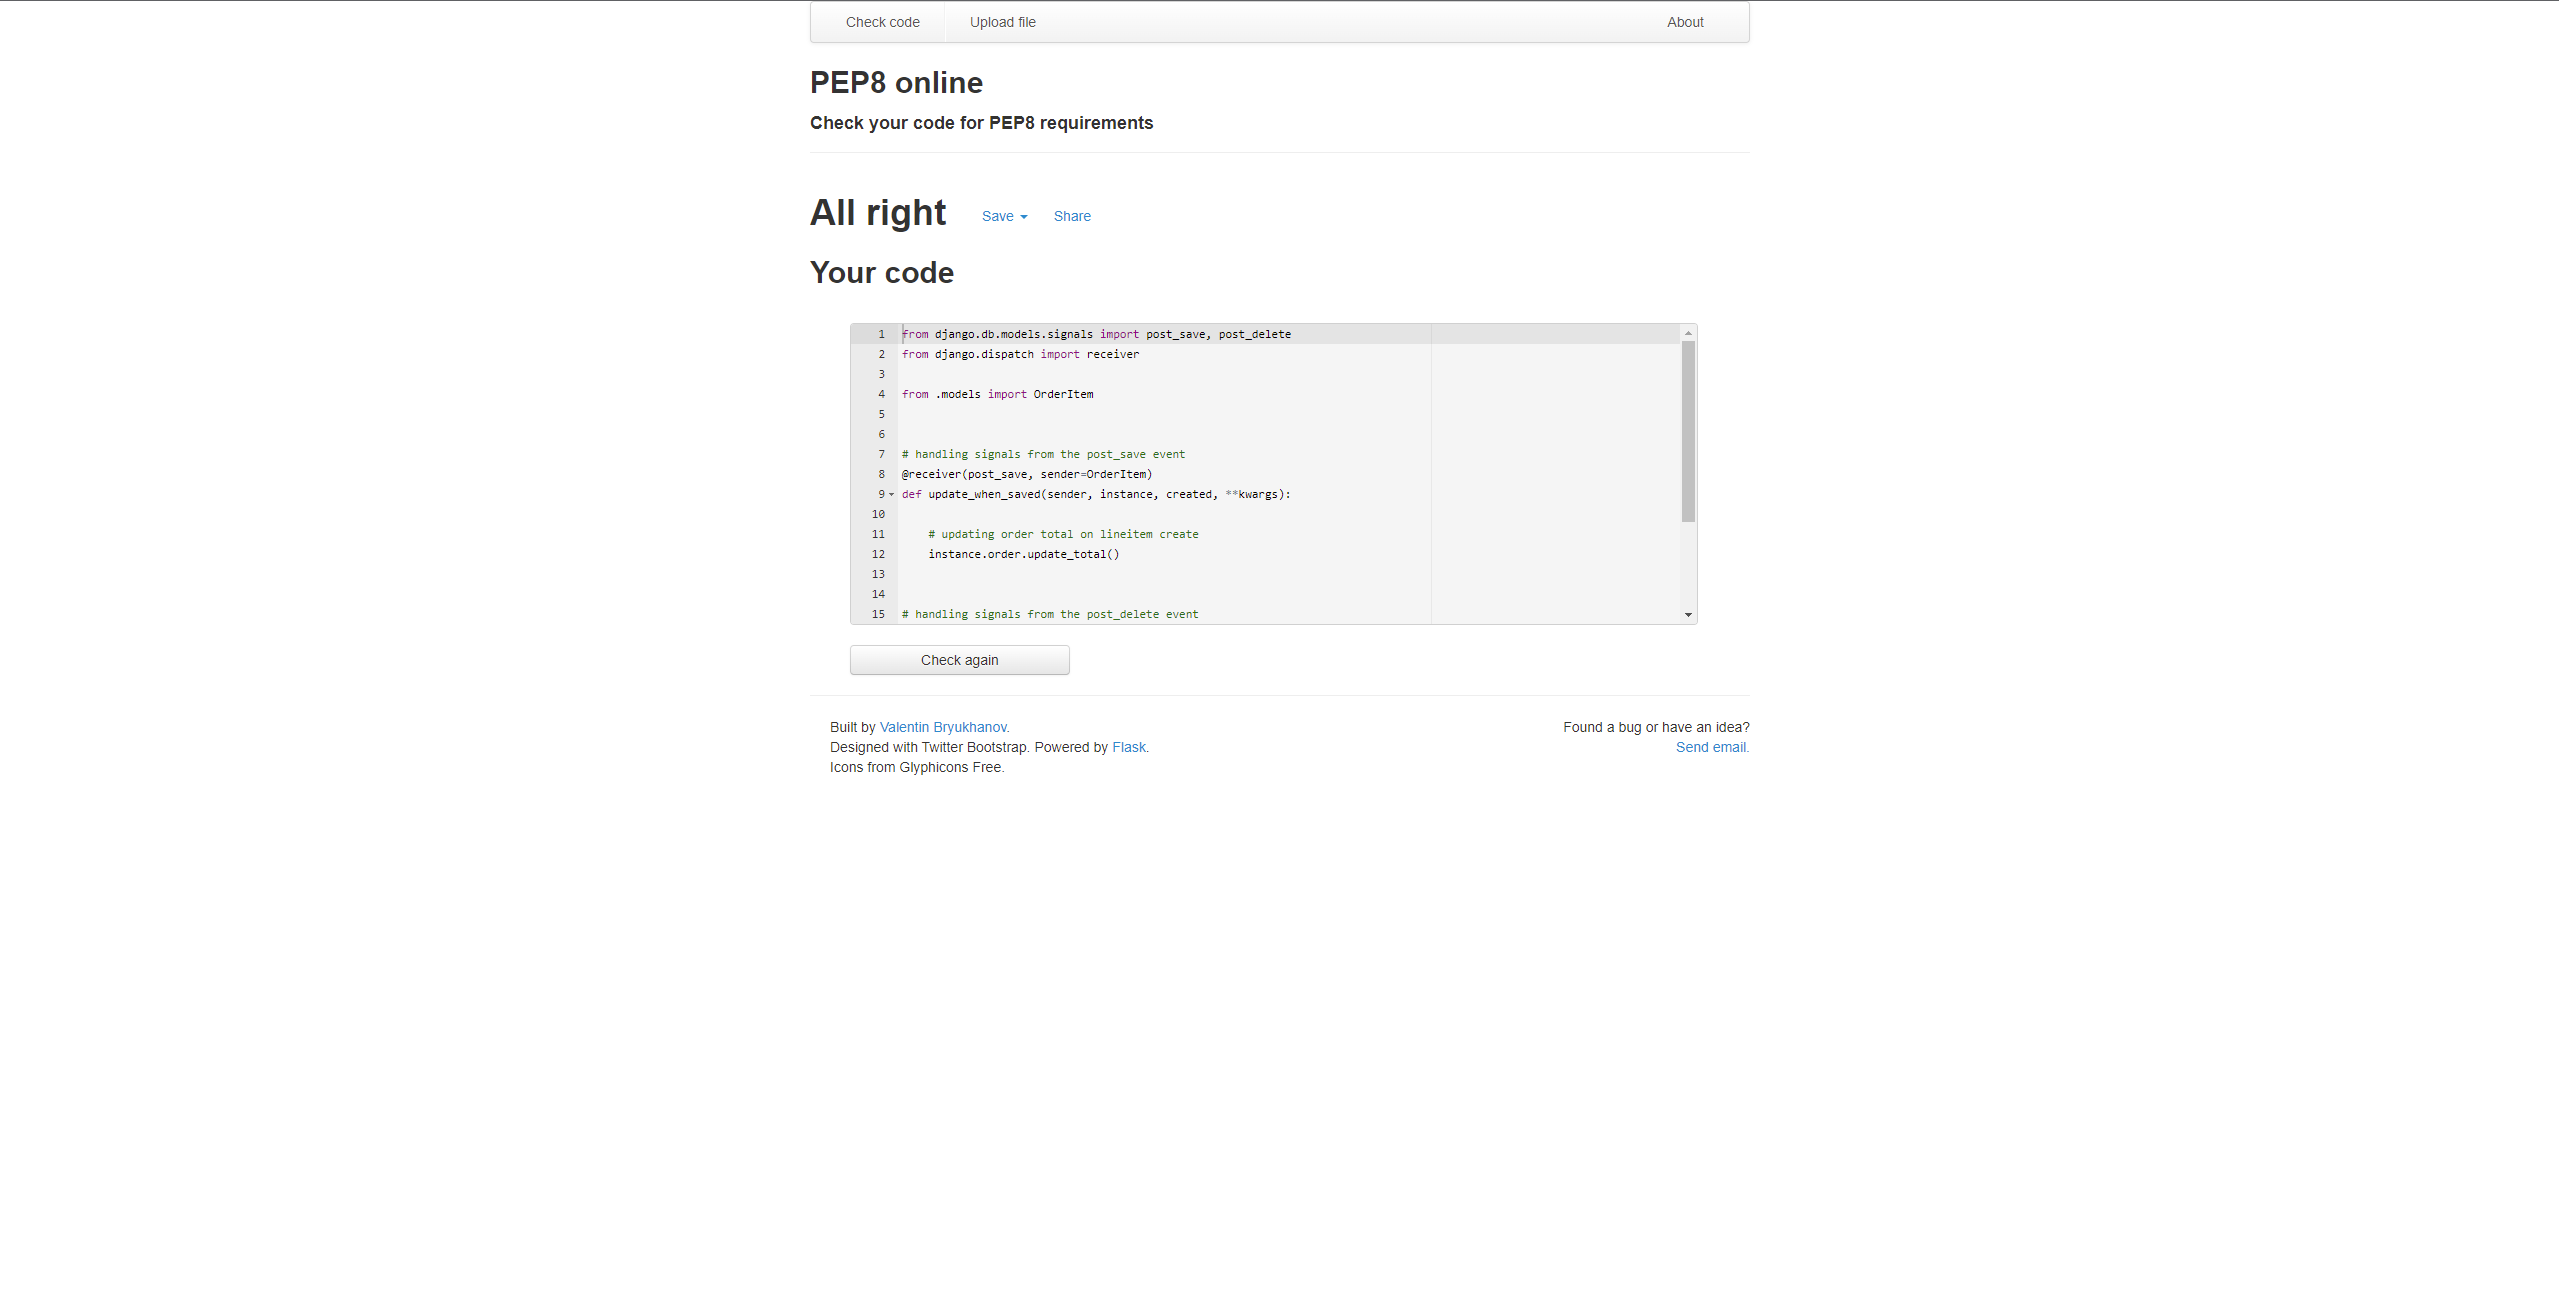 Check code Upload file About
PEP8 online
Check your code for PEP8 requirements
All right Save Share
Your code
1 from django.db.models.signals import post_save, post_delete
2 from django.dispatch import receiver
3
4 from .models import OrderItem
5
6
7 # handling signals from the post_save event
8 @receiver(post_save, sender=OrderItem)
9 def update_when_saved(sender, instance, created, **kwargs):
10
11 # updating order total on lineitem create
12 instance.order.update_total()
13
14
15 # handling signals from the post_delete event
Check again
Built by Valentin Bryukhanov. Found a bug or have an idea?
Designed with Twitter Bootstrap. Powered by Flask. Send email.
Icons from Glyphicons Free.